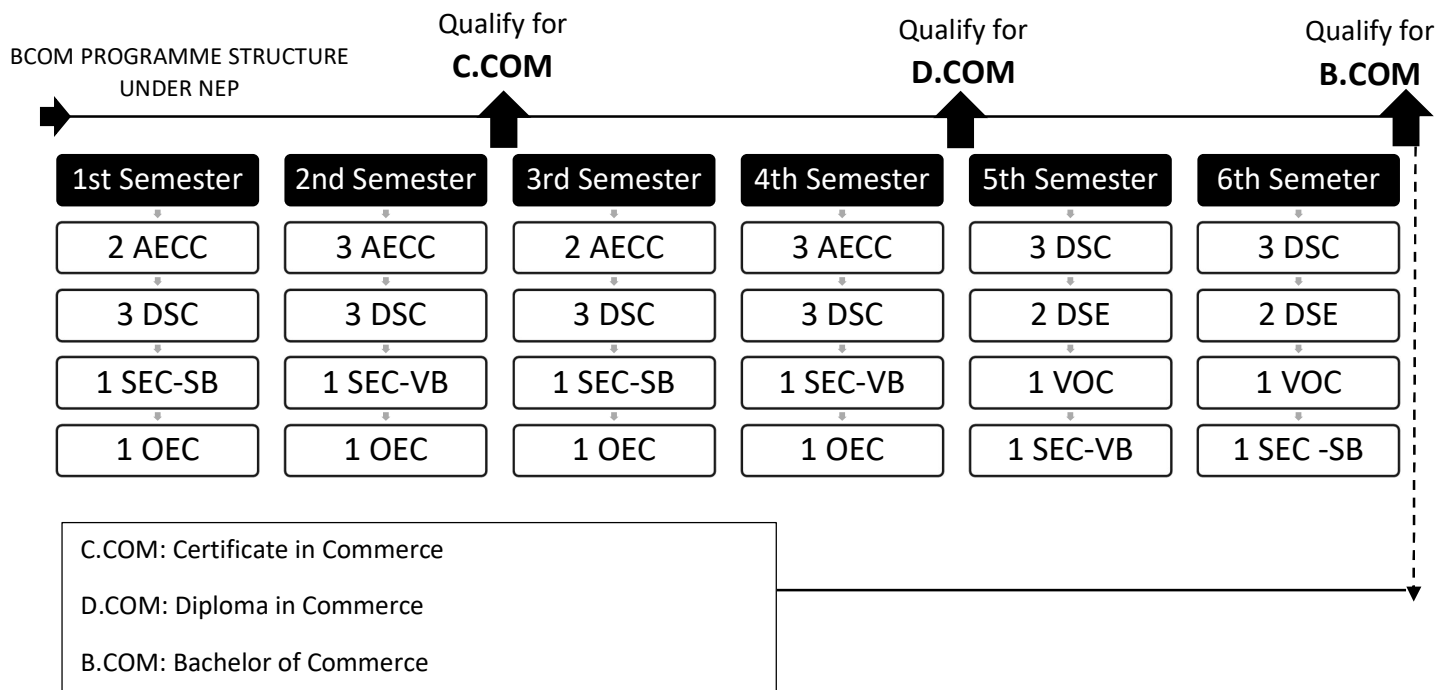 BCOM PROGRAMME STRUCTURE
UNDER NEP
Qualify for
C.COM
Qualify for
D.COM
Qualify for
B.COM
1st Semester
2nd Semester
3rd Semester
4th Semester
5th Semester
6th Semeter
2 AECC
3 AECC
2 AECC
3 AECC
3 DSC
3 DSC
3 DSC
3 DSC
3 DSC
3 DSC
2 DSE
2 DSE
1 SEC-SB
1 SEC-VB
1 SEC-SB
1 SEC-VB
1 VOC
1 VOC
1 OEC
1 OEC
1 OEC
1 OEC
1 SEC-VB
1 SEC -SB
C.COM: Certificate in Commerce
D.COM: Diploma in Commerce
B.COM: Bachelor of Commerce